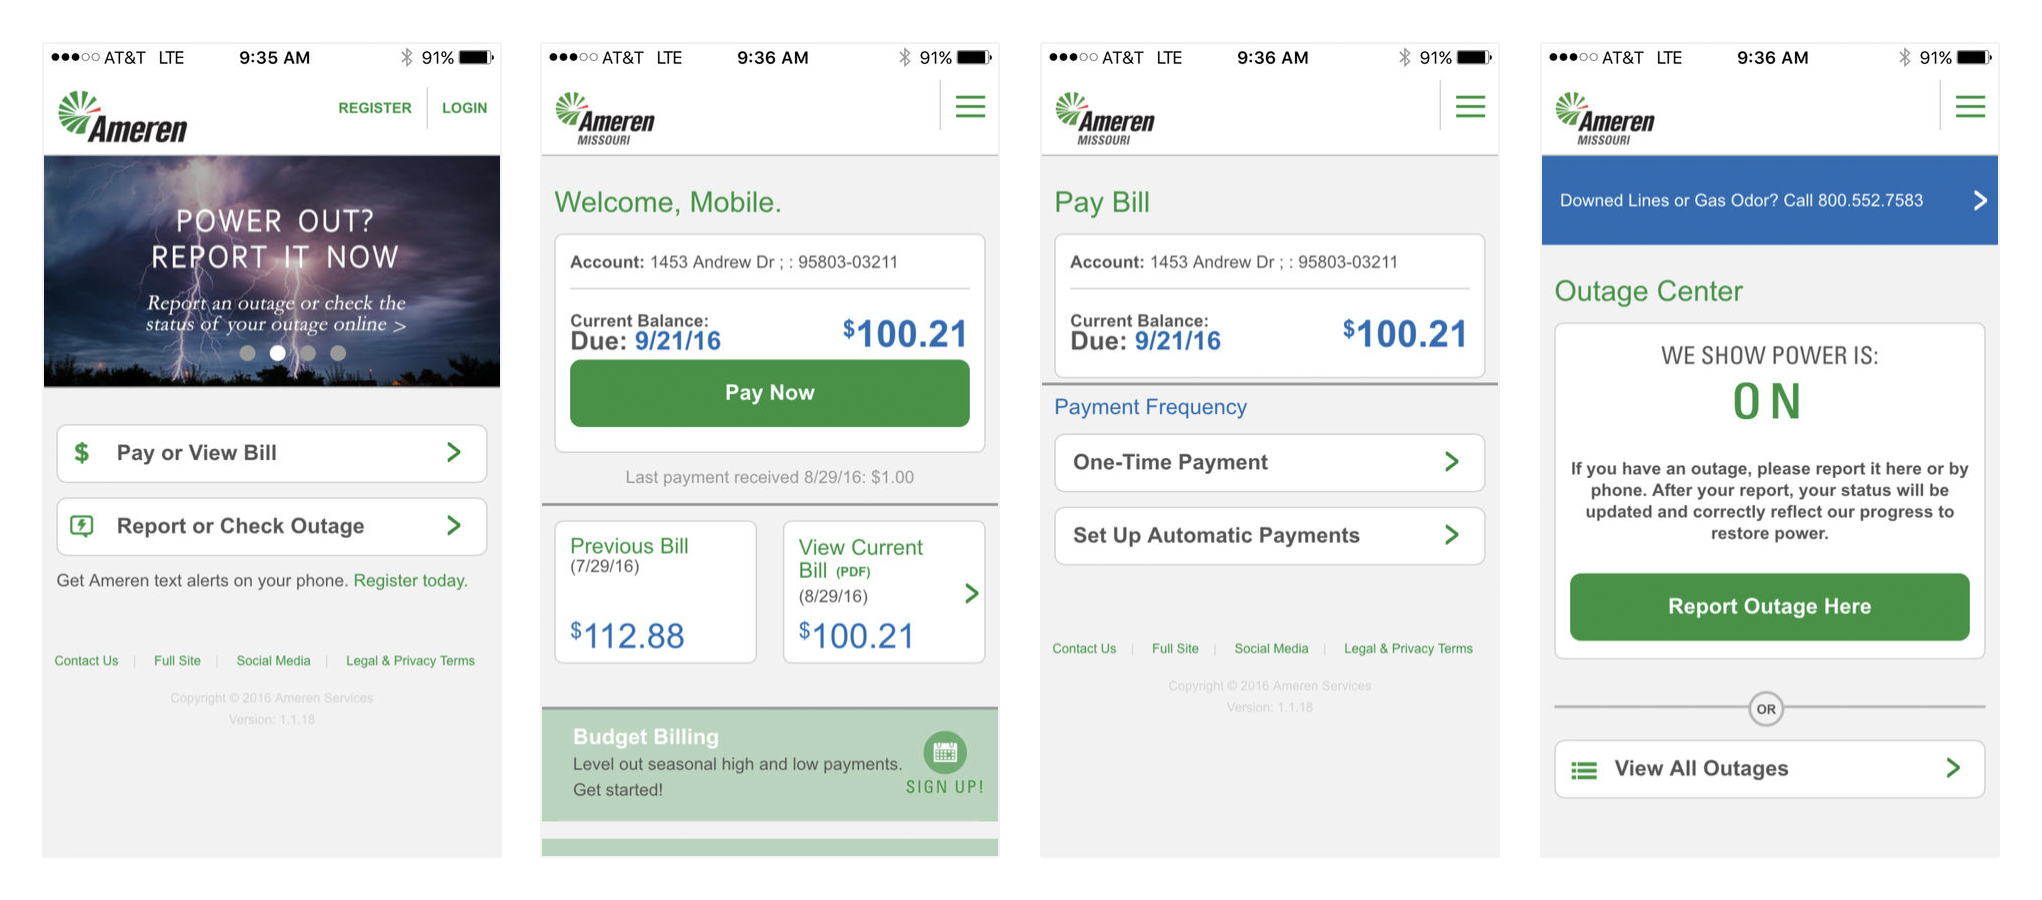 AT&T LTE 9:35 AM 91%
Ameren
REGISTER LOGIN
POWER OUT?
REPORT IT NOW
Report an outage or check the
status of your outage online >
$ Pay or View Bill
Report or Check Outage
Get Ameren text alerts on your phone. Register today.
Contact Us | Full Site | Social Media | Legal & Privacy Terms
Copyright © 2016 Ameren Services
Version: 1.1.18
AT&T LTE 9:36 AM 91%
Ameren
MISSOURI
Welcome, Mobile.
Account: 1453 Andrew Dr ; : 95803-03211
Current Balance:
Due: 9/21/16 $100.21
Pay Now
Last payment received 8/29/16: $1.00
Previous Bill
(7/29/16)
$112.88
View Current
Bill (PDF)
(8/29/16)
$100.21
Budget Billing
Level out seasonal high and low payments.
Get started!
SIGN UP!
AT&T LTE 9:36 AM 91%
Ameren
MISSOURI
Pay Bill
Account: 1453 Andrew Dr ; : 95803-03211
Current Balance:
Due: 9/21/16 $100.21
Payment Frequency
One-Time Payment
Set Up Automatic Payments
Contact Us | Full Site | Social Media | Legal & Privacy Terms
Copyright © 2016 Ameren Services
Version: 1.1.18
AT&T LTE 9:36 AM 91%
Ameren
MISSOURI
Downed Lines or Gas Odor? Call 800.552.7583
Outage Center
WE SHOW POWER IS:
ON
If you have an outage, please report it here or by
phone. After your report, your status will be
updated and correctly reflect our progress to
restore power.
Report Outage Here
OR
View All Outages